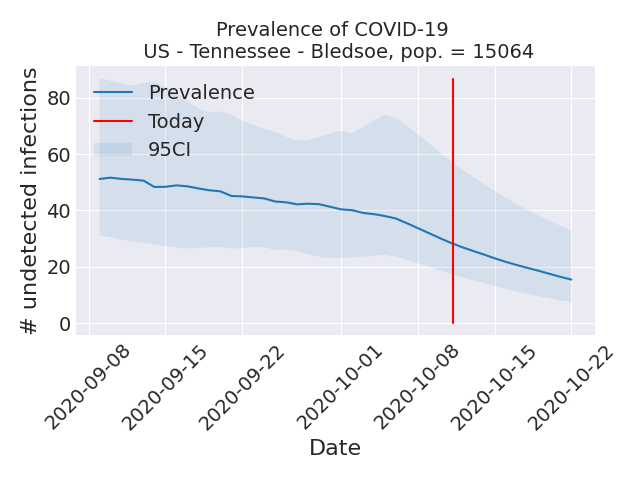 Prevalence of COVID-19
US - Tennessee - Bledsoe, pop. = 15064
# undetected infections
80
60
40
20
0
Prevalence
Today
95CI
2020-09-08
2020-09-15
2020-09-22
2020-10-01
2020-10-08
2020-10-15
2020-10-22
Date